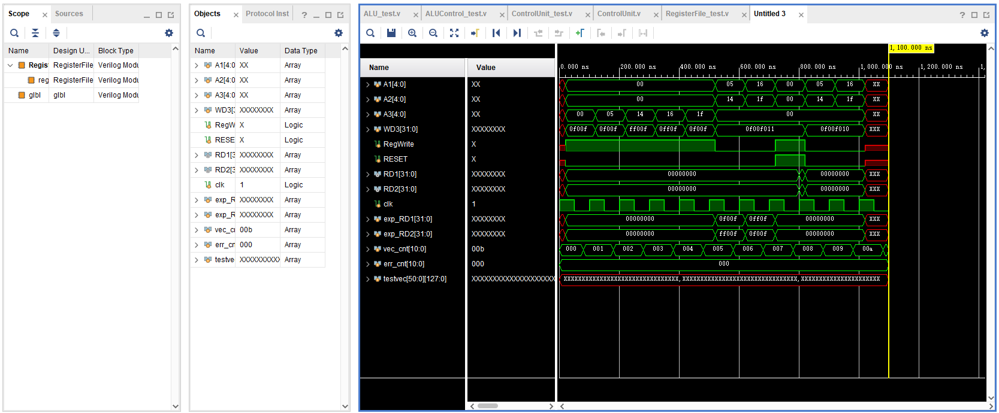 Scope × Sources
Name Design U... Block Type
Regis RegisterFile Verilog Modu
reg RegisterFile Verilog Modu
glbl glbl Verilog Modu
Objects × Protocol Inst ?
Name Value Data Type
A1[4:0 XX Array
A2[4:0 XX Array
A3[4:0 XX Array
WD3[3 XXXXXXXX Array
RegW X Logic
RESE X Logic
RD1[3 XXXXXXXX Array
RD2[3 XXXXXXXX Array
clk 1 Logic
exp_R XXXXXXXX Array
exp_R XXXXXXXX Array
vec_cr 00b Array
err_cn 000 Array
testve XXXXXXXXXX Array
ALU_test.v × ALUControl_test.v × ControlUnit_test.v × ControlUnit.v × RegisterFile_test.v × Untitled 3 × ?
1,100.000 ns
Name Value 0.000 ns 200.000 ns 400.000 ns 600.000 ns 800.000 ns 1,000.000 ns 1,200.000 ns 1,
A1[4:0] XX 00 05 16 00 05 16 XX
A2[4:0] XX 00 14 1f 00 14 1f XX
A3[4:0] XX 00 05 14 16 1f 00 XX
WD3[31:0] XXXXXXXX 0f00f 0f00f ff00f 0ff0f 0f00f 0f00f011 0f00f010 XXX
RegWrite X
RESET X
RD1[31:0] XXXXXXXX 00000000 00000000 XXX
RD2[31:0] XXXXXXXX 00000000 00000000 XXX
clk 1
exp_RD1[31:0] XXXXXXXX 00000000 0f00f 0ff0f 00000000 XXX
exp_RD2[31:0] XXXXXXXX 00000000 ff00f 0f00f 00000000 XXX
vec_cnt[10:0] 00b 000 001 002 003 004 005 006 007 008 009 00a
err_cnt[10:0] 000 000
testvec[50:0][127:0] XXXXXXXXXXXXXXXXXXXX XXXXXXXXXXXXXXXXXXXXXXXXXXXXXXXX,XXXXXXXXXXXXXXXXXXXXXXXXXXXXXXXX,XXXXXXXXXXXXXXXXXXXXXX